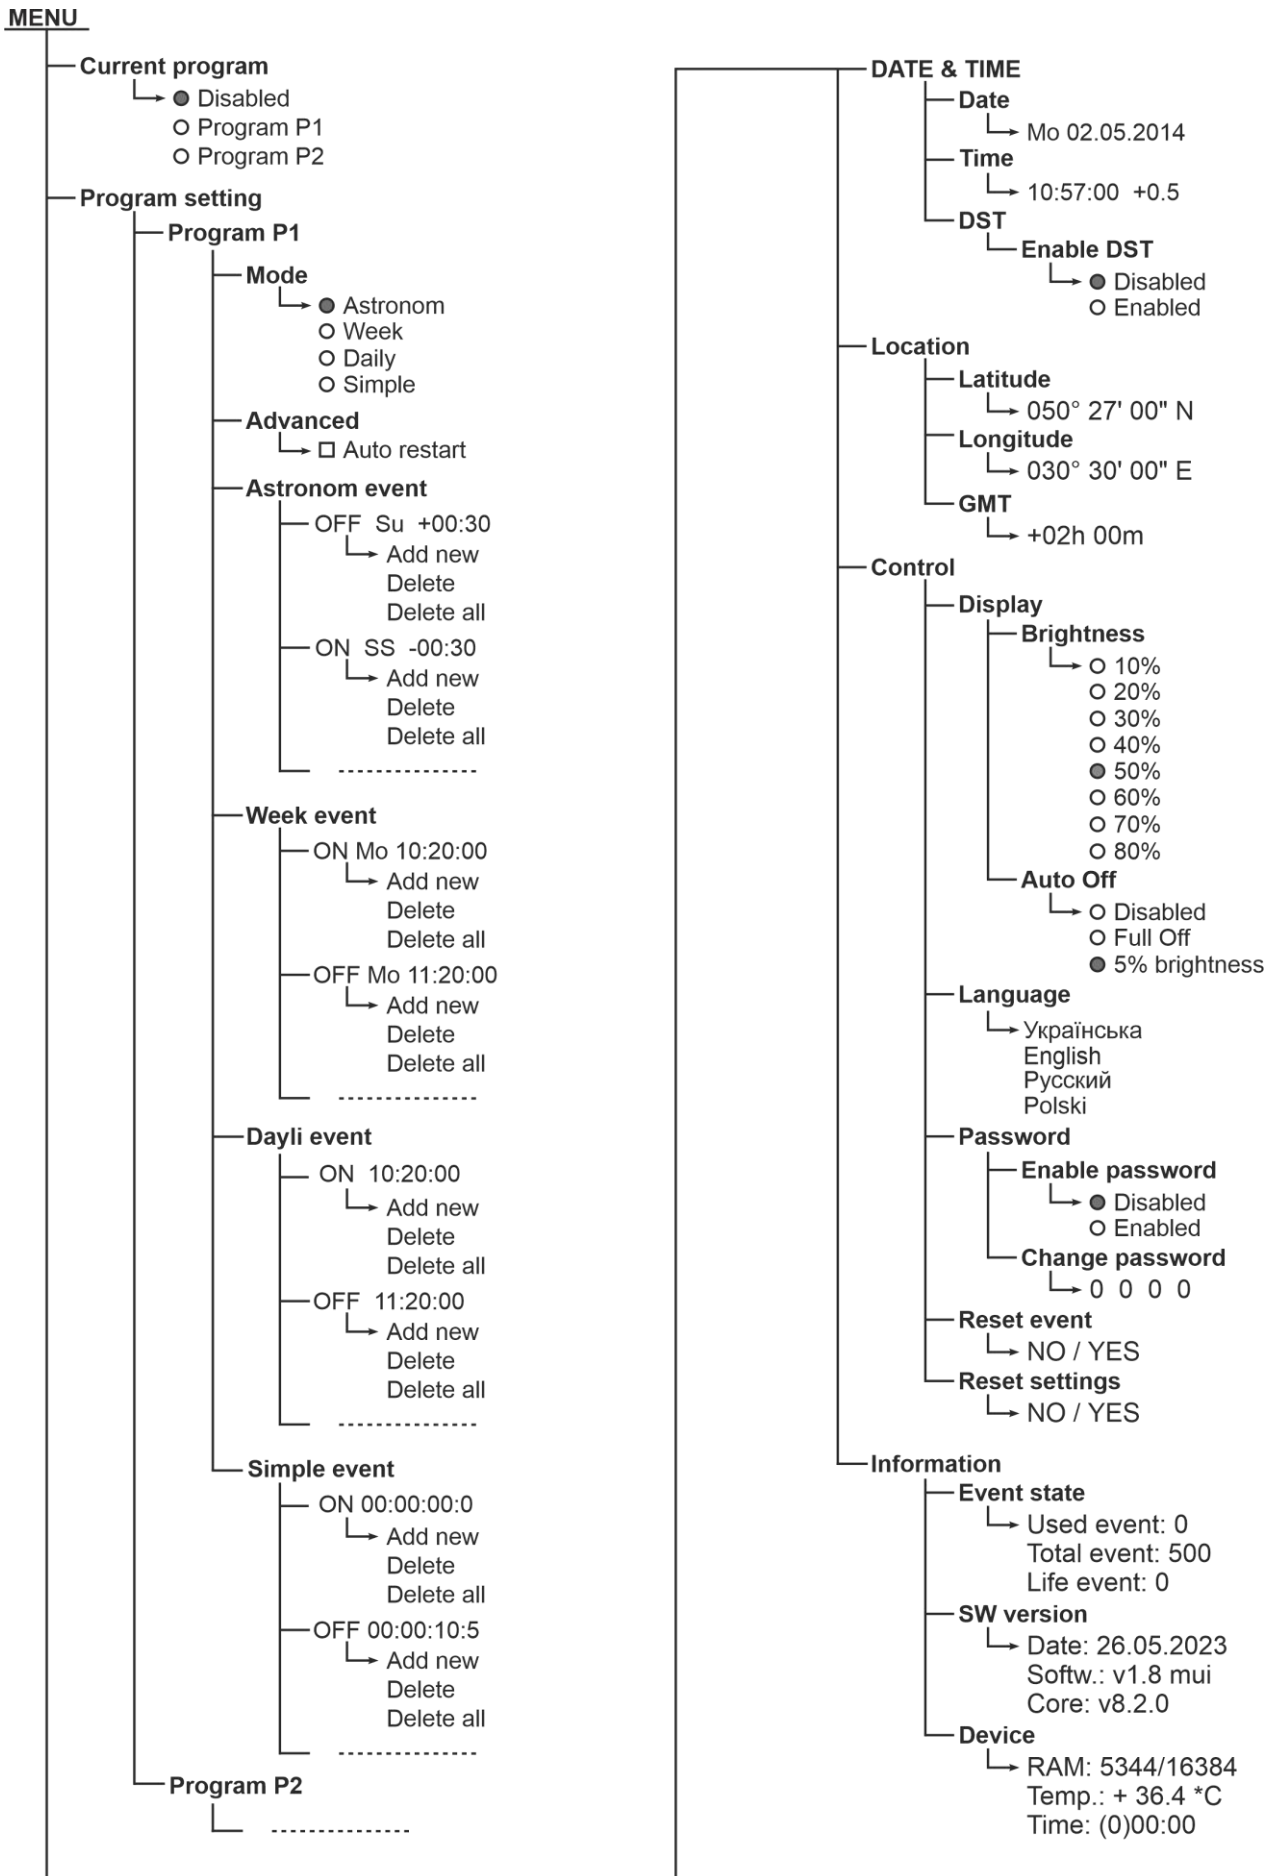 MENU
Current program
Disabled
Program P1
Program P2
Program setting
Program P1
Mode
Astronom
Week
Daily
Simple
Advanced
Auto restart
Astronom event
OFF Su +00:30
Add new
Delete
Delete all
ON SS -00:30
Add new
Delete
Delete all
Week event
ON Mo 10:20:00
Add new
Delete
Delete all
OFF Mo 11:20:00
Add new
Delete
Delete all
Dayli event
ON 10:20:00
Add new
Delete
Delete all
OFF 11:20:00
Add new
Delete
Delete all
Simple event
ON 00:00:00:0
Add new
Delete
Delete all
OFF 00:00:10:5
Add new
Delete
Delete all
Program P2
DATE & TIME
Date
Mo 02.05.2014
Time
10:57:00 +0.5
DST
Enable DST
Disabled
Enabled
Location
Latitude
050° 27' 00" N
Longitude
030° 30' 00" E
GMT
+02h 00m
Control
Display
Brightness
10%
20%
30%
40%
50%
60%
70%
80%
Auto Off
Disabled
Full Off
5% brightness
Language
Українська
English
Русский
Polski
Password
Enable password
Disabled
Enabled
Change password
0 0 0 0
Reset event
NO / YES
Reset settings
NO / YES
Information
Event state
Used event: 0
Total event: 500
Life event: 0
SW version
Date: 26.05.2023
Softw.: v1.8 mui
Core: v8.2.0
Device
RAM: 5344/16384
Temp.: + 36.4 *C
Time: (0)00:00